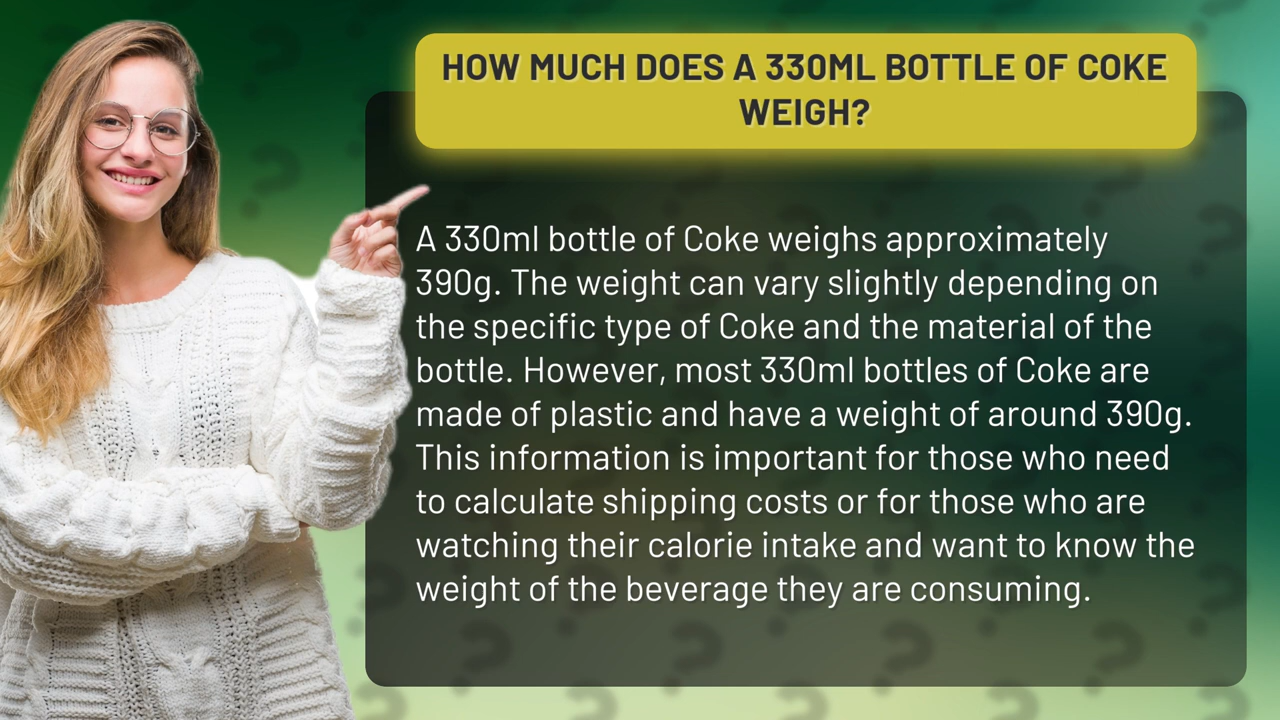 HOW MUCH DOES A 330ML BOTTLE OF COKE
WEIGH?
A 330ml bottle of Coke weighs approximately
390g. The weight can vary slightly depending on
the specific type of Coke and the material of the
bottle. However, most 330ml bottles of Coke are
made of plastic and have a weight of around 390g.
This information is important for those who need
to calculate shipping costs or for those who are
watching their calorie intake and want to know the
weight of the beverage they are consuming.